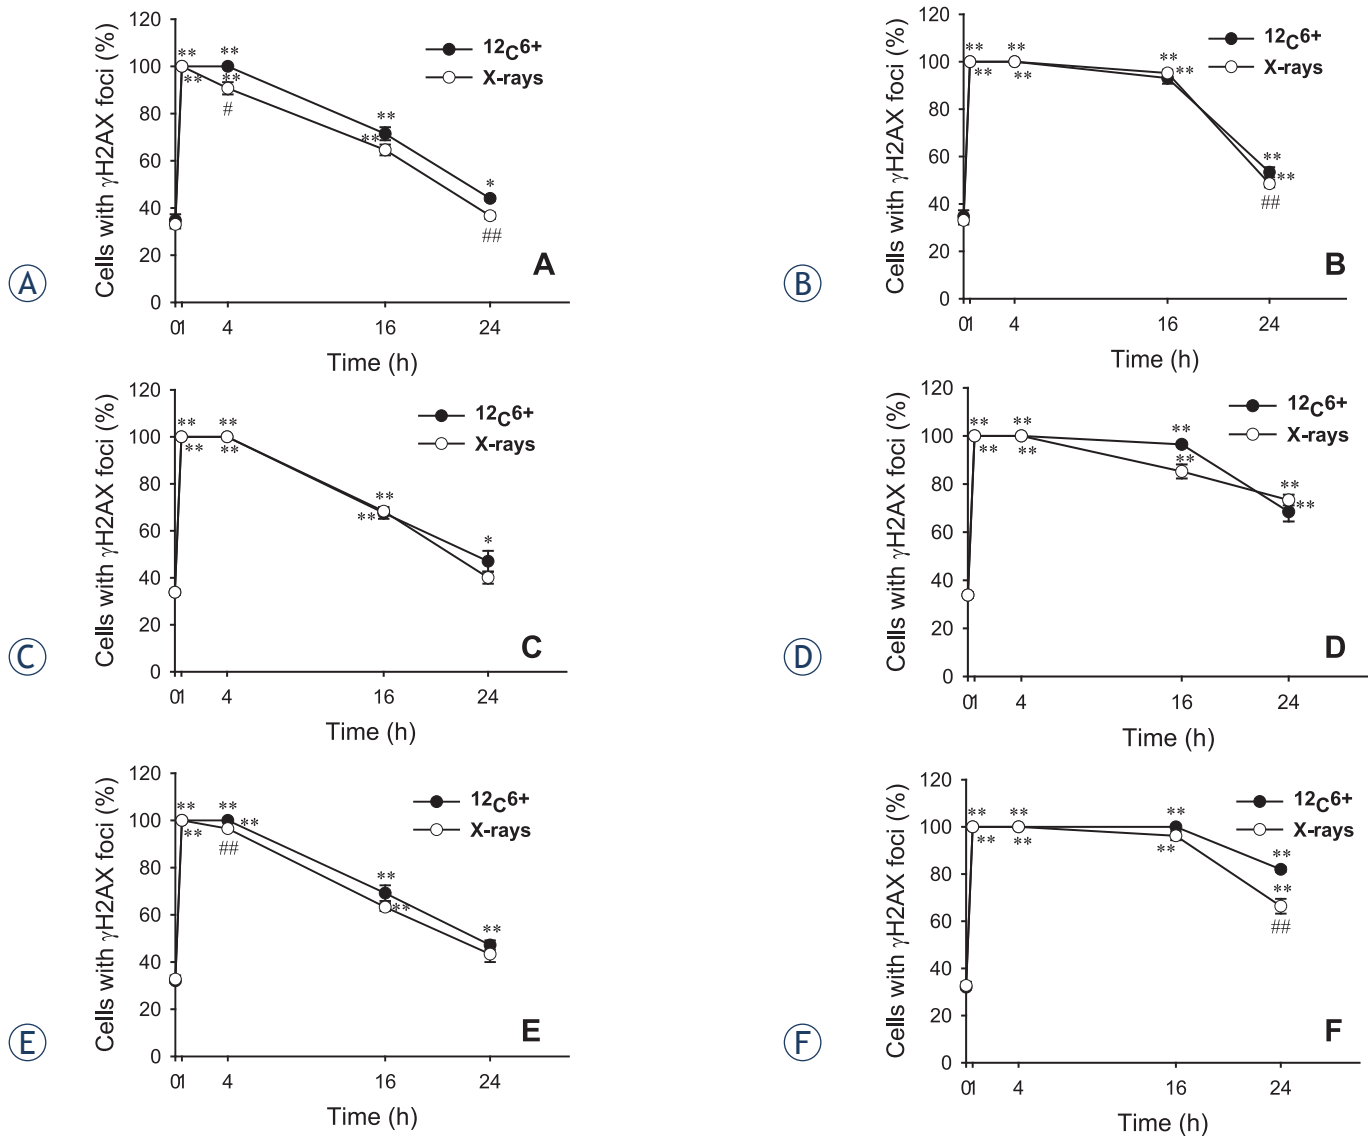 120
100
80
60
40
20
0
Cells with γH2AX foci (%)
12C6+
X-rays
** **
** **
#
**
**
*
##
A
A
0 1 4 16 24
Time (h)
120
100
80
60
40
20
0
Cells with γH2AX foci (%)
12C6+
X-rays
** **
** **
**
**
**
**
##
B
B
0 1 4 16 24
Time (h)
120
100
80
60
40
20
0
Cells with γH2AX foci (%)
12C6+
X-rays
** **
** **
**
**
*
C
C
0 1 4 16 24
Time (h)
120
100
80
60
40
20
0
Cells with γH2AX foci (%)
12C6+
X-rays
** **
** **
**
**
**
**
D
D
0 1 4 16 24
Time (h)
120
100
80
60
40
20
0
Cells with γH2AX foci (%)
12C6+
X-rays
** **
** **
##
**
**
**
E
E
0 1 4 16 24
Time (h)
120
100
80
60
40
20
0
Cells with γH2AX foci (%)
12C6+
X-rays
** ** **
** ** **
**
**
##
F
F
0 1 4 16 24
Time (h)